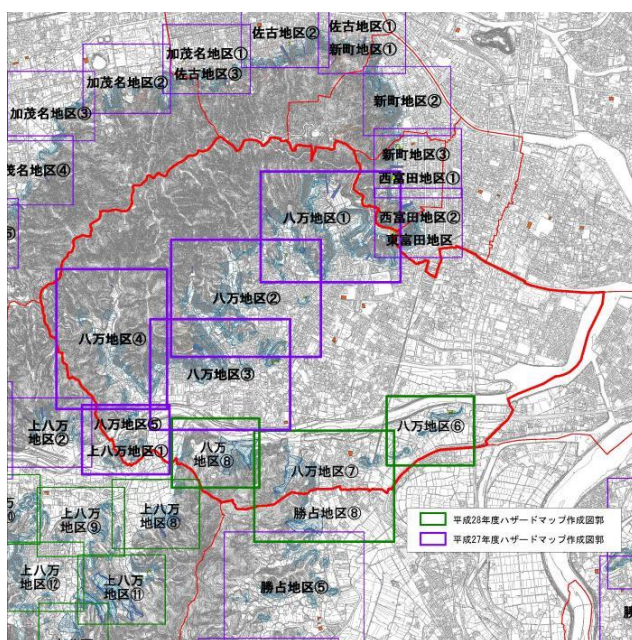 佐古地区②
佐古地区①
新町地区①
加茂名地区①
佐古地区③
加茂名地区②
加茂名地区③
新町地区②
茂名地区④
新町地区③
西富田地区①
八万地区①
西富田地区②
東富田地区
八万地区②
八万地区④
八万地区③
八万地区⑤
上八万地区①
上八万
地区②
八万
地区⑧
八万地区⑥
八万地区⑦
上八万
地区⑨
上八万
地区⑧
勝占地区⑧
平成28年度ハザードマップ作成図郭
平成27年度ハザードマップ作成図郭
上八万
地区⑫
上八万
地区⑪
勝占地区⑤
勝